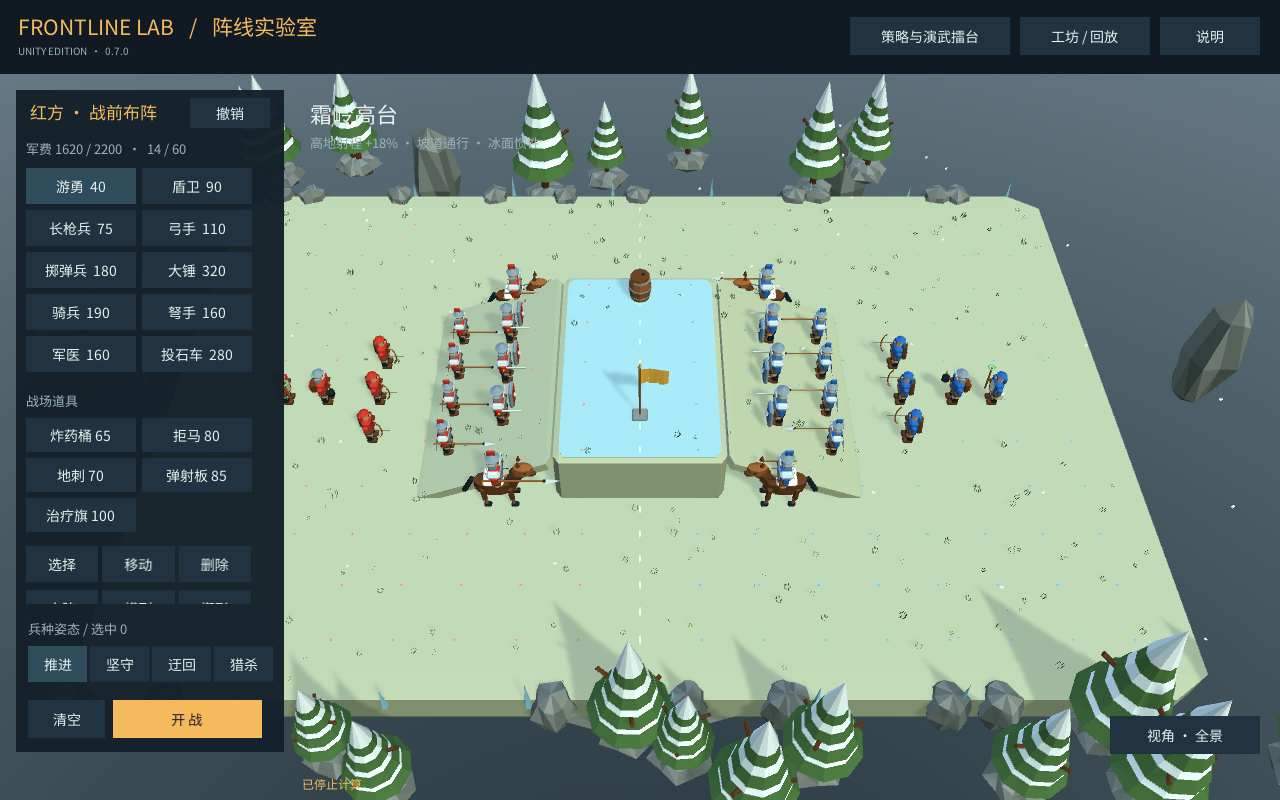 FRONTLINE LAB / 阵线实验室
UNITY EDITION · 0.7.0
策略与演武擂台
工坊 / 回放
说明
红方 · 战前布阵
撤销
军费 1620 / 2200 · 14 / 60
游勇 40
盾卫 90
长枪兵 75
弓手 110
掷弹兵 180
大锤 320
骑兵 190
弩手 160
军医 160
投石车 280
战场道具
炸药桶 65
拒马 80
地刺 70
弹射板 85
治疗旗 100
选择
移动
删除
兵种姿态 / 选中 0
推进
坚守
迂回
猎杀
清空
开 战
霜岭高台
高地射程 +18% · 坡道通行 · 冰面惯性
视角 · 全景
已停止计算